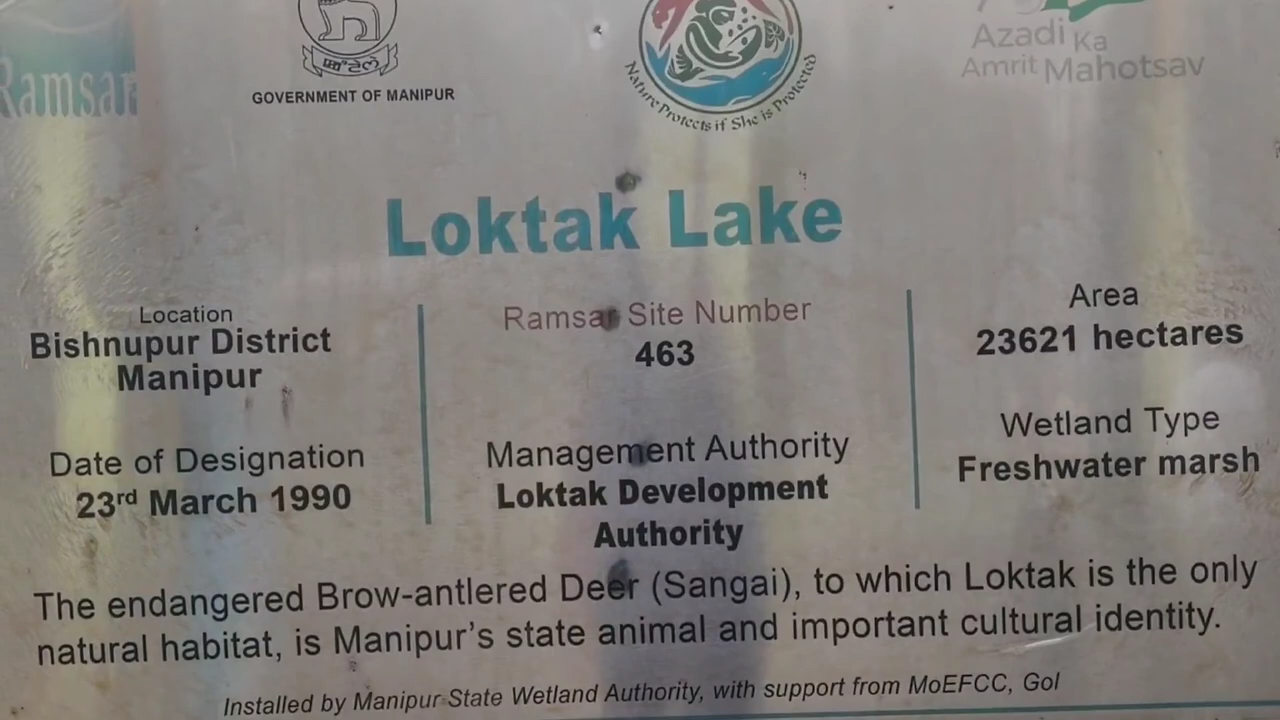 Ramsar
GOVERNMENT OF MANIPUR
Nature Protects if She is Protected
Azadi Ka
Amrit Mahotsav
Loktak Lake
Location
Bishnupur District
Manipur
Ramsar Site Number
463
Area
23621 hectares
Date of Designation
23rd March 1990
Management Authority
Loktak Development
Authority
Wetland Type
Freshwater marsh
The endangered Brow-antlered Deer (Sangai), to which Loktak is the only
natural habitat, is Manipur's state animal and important cultural identity.
Installed by Manipur State Wetland Authority, with support from MoEFCC, GoI